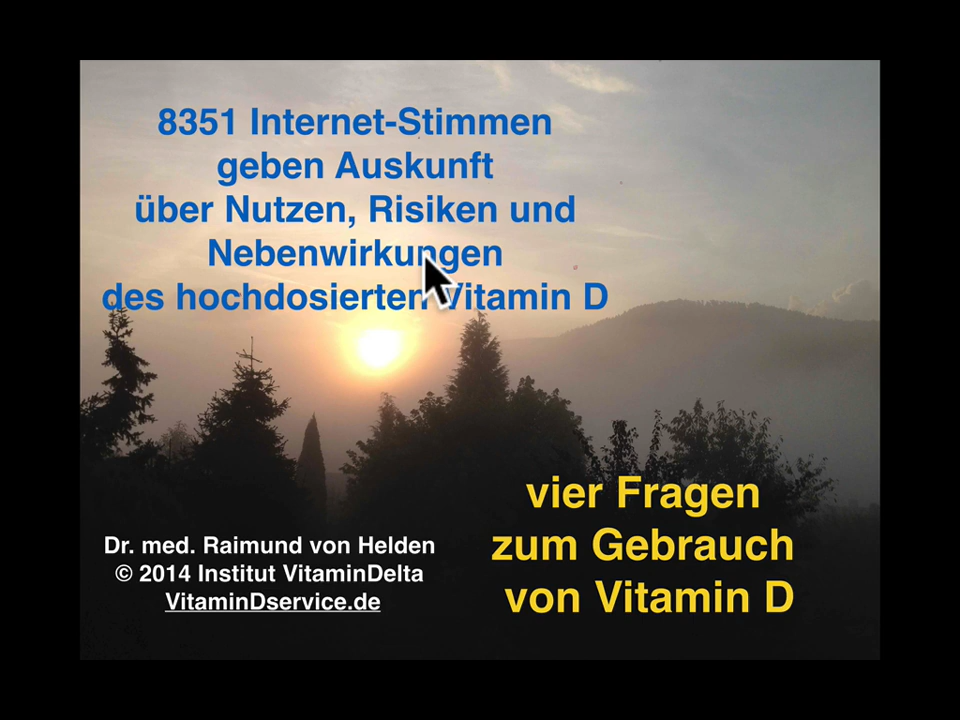 8351 Internet-Stimmen
geben Auskunft
über Nutzen, Risiken und
Nebenwirkungen
des hochdosierten Vitamin D
vier Fragen
zum Gebrauch
von Vitamin D
Dr. med. Raimund von Helden
© 2014 Institut VitaminDelta
VitaminDservice.de